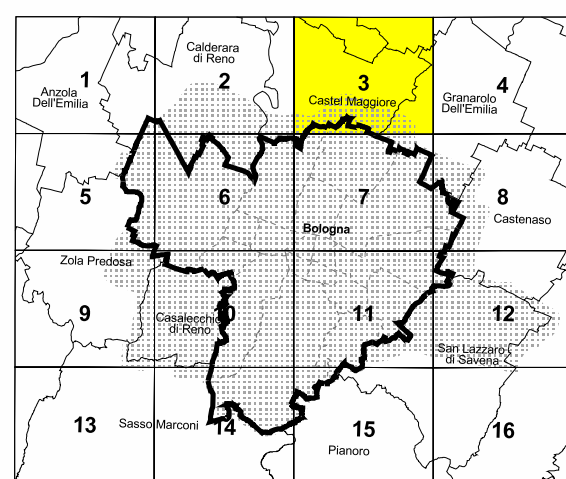 1
Anzola
Dell'Emilia
Calderara
di Reno
2
3
Castel Maggiore
4
Granarolo
Dell'Emilia
5
6
7
Bologna
8
Castenaso
Zola Predosa
9
Casalecchio
di Reno
10
11
12
San Lazzaro
di Savena
13
Sasso Marconi
14
15
Pianoro
16